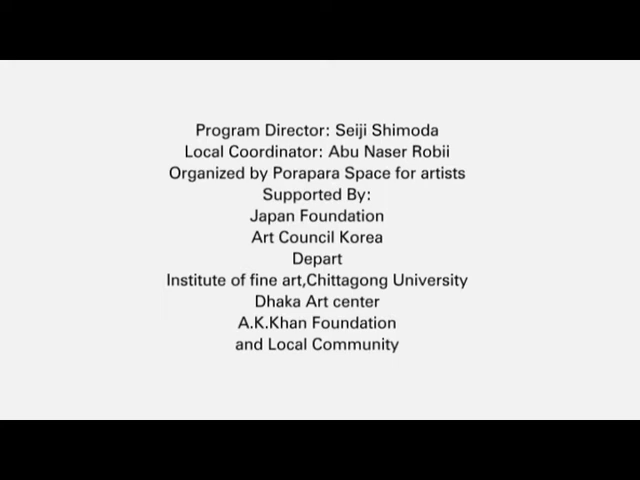 Program Director: Seiji Shimoda
Local Coordinator: Abu Naser Robii
Organized by Porapara Space for artists
Supported By:
Japan Foundation
Art Council Korea
Depart
Institute of fine art,Chittagong University
Dhaka Art center
A.K.Khan Foundation
and Local Community